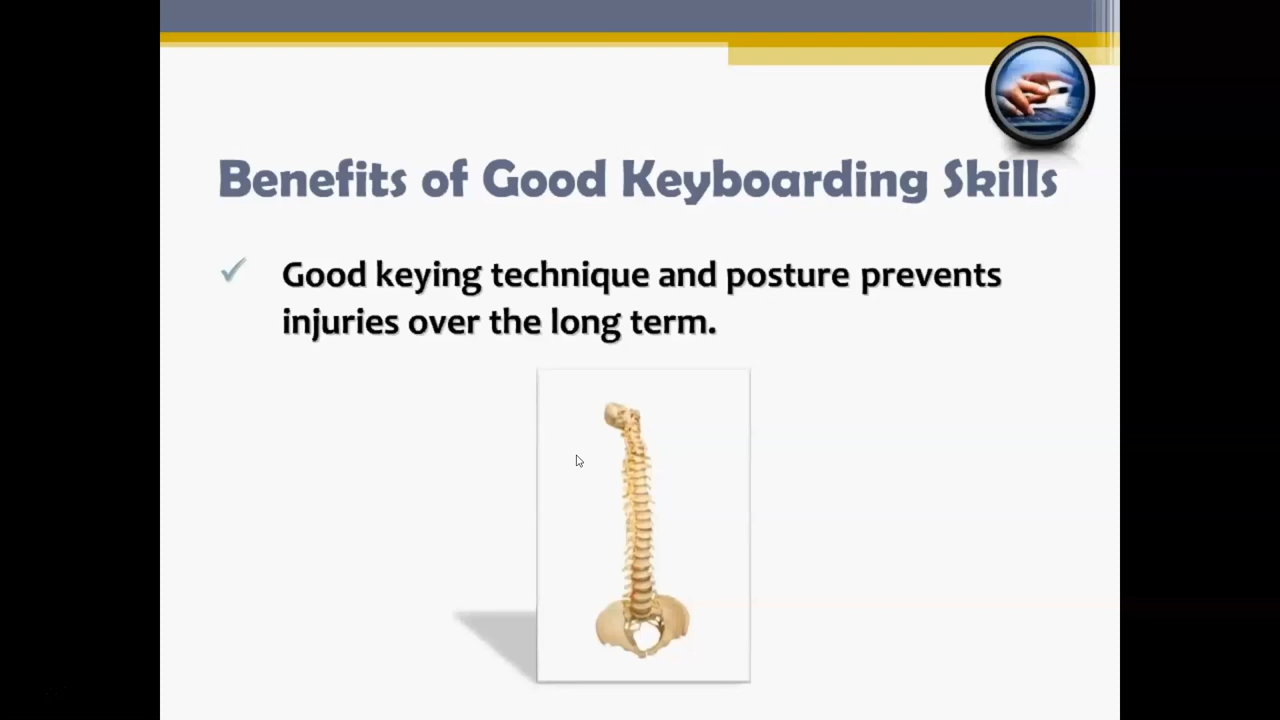 Benefits of Good Keyboarding Skills
Good keying technique and posture prevents
injuries over the long term.